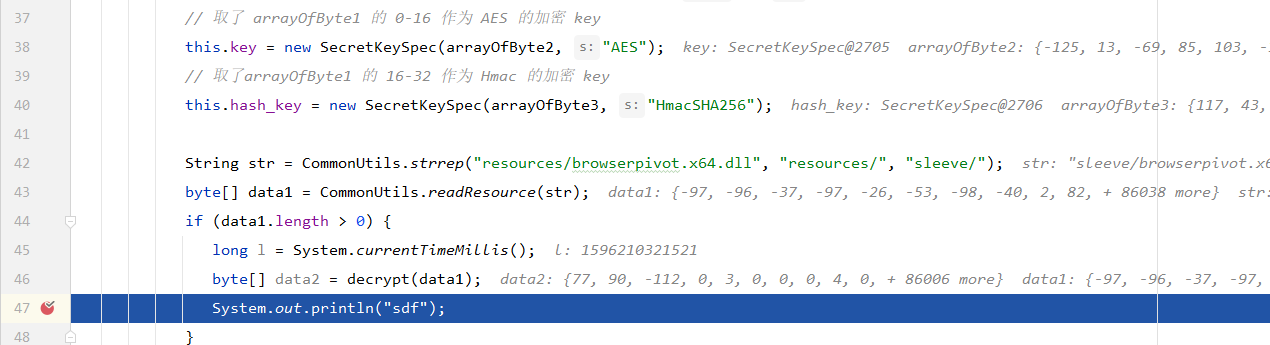 37 // 取了 arrayOfByte1 的 0-16 作为 AES 的加密 key
38 this.key = new SecretKeySpec(arrayOfByte2, s: "AES"); key: SecretKeySpec@2705 arrayOfByte2: {-125, 13, -69, 85, 103, -
39 // 取了arrayOfByte1 的 16-32 作为 Hmac 的加密 key
40 this.hash_key = new SecretKeySpec(arrayOfByte3, s: "HmacSHA256"); hash_key: SecretKeySpec@2706 arrayOfByte3: {117, 43,
41
42 String str = CommonUtils.strrep("resources/browserpivot.x64.dll", "resources/", "sleeve/"); str: "sleeve/browserpivot.x6
43 byte[] data1 = CommonUtils.readResource(str); data1: {-97, -96, -37, -97, -26, -53, -98, -40, 2, 82, + 86038 more} str:
44 if (data1.length > 0) {
45 long l = System.currentTimeMillis(); l: 1596210321521
46 byte[] data2 = decrypt(data1); data2: {77, 90, -112, 0, 3, 0, 0, 0, 4, 0, + 86006 more} data1: {-97, -96, -37, -97,
47 System.out.println("sdf");
48 }